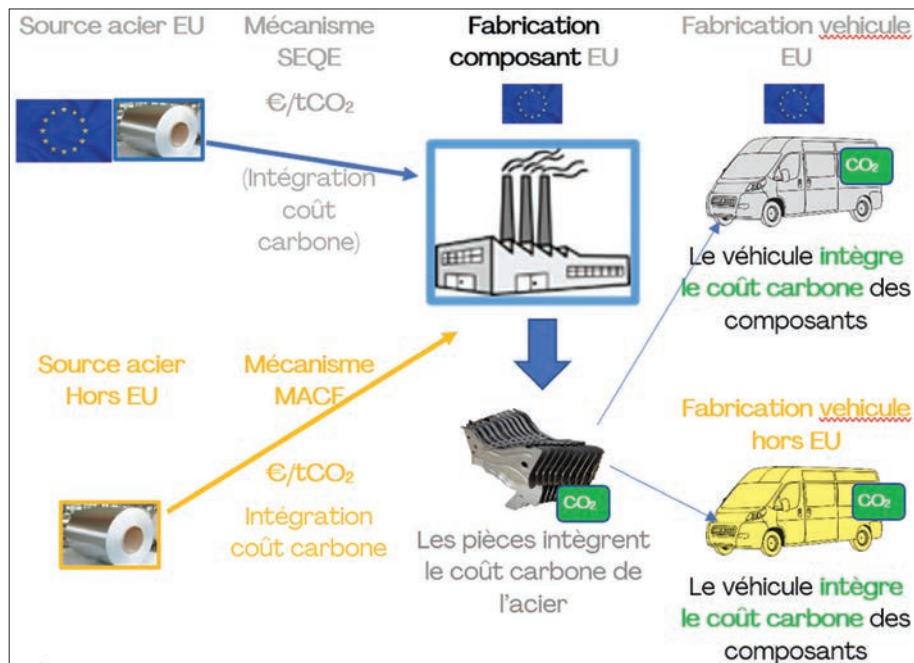 Source acier EU
Mécanisme
SEQE
€/tCO₂
(Intégration
coût
carbone)
Fabrication
composant EU
Fabrication vehicule
EU
CO₂
Le véhicule intègre
le coût carbone des
composants
Source acier
Hors EU
Mécanisme
MACF
€/tCO₂
Intégration
coût carbone
CO₂
Les pièces intègrent
le coût carbone de
l'acier
Fabrication vehicule
hors EU
CO₂
Le véhicule intègre
le coût carbone des
composants